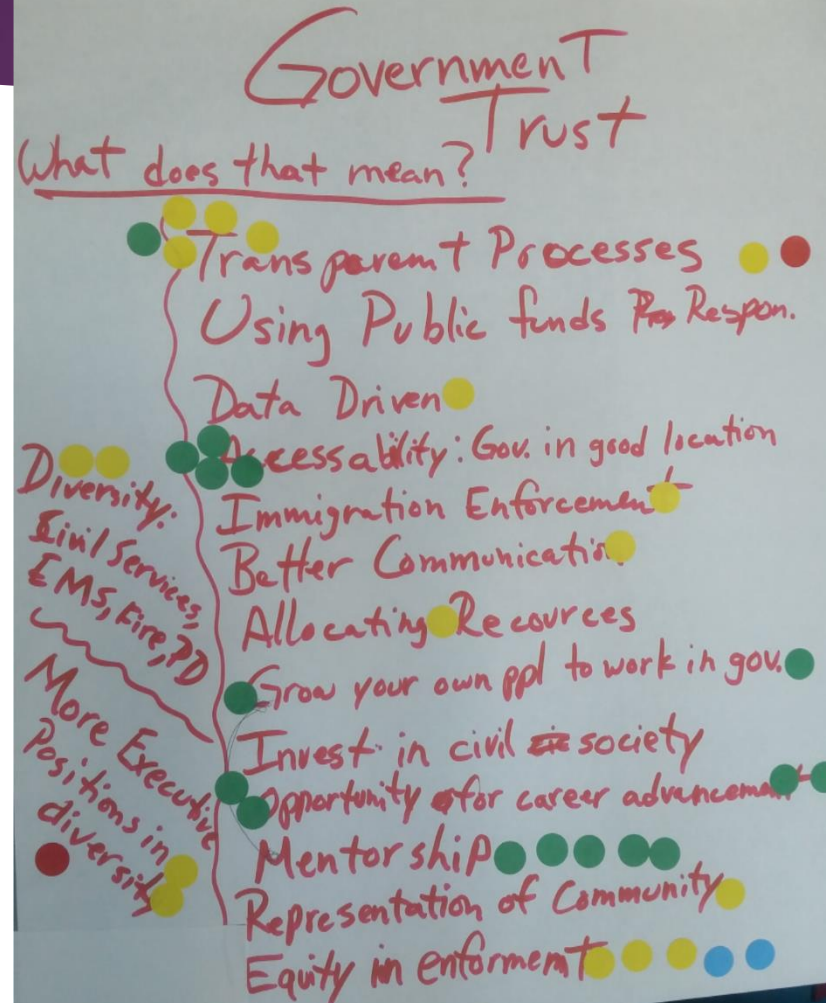 Government
Trust
What does that mean?
Transparent Processes
Using Public funds Respon.
Data Driven
Accessability: Gov. in good location
Immigration Enforcement
Better Communication
Allocating Recources
Grow your own ppl to work in gov.
Invest in civil society
Opportunity for career advancement
Mentorship
Representation of Community
Equity in enforment
Diversity:
Civil Services,
EMS, Fire, PD
More Executive
Positions in
diversity